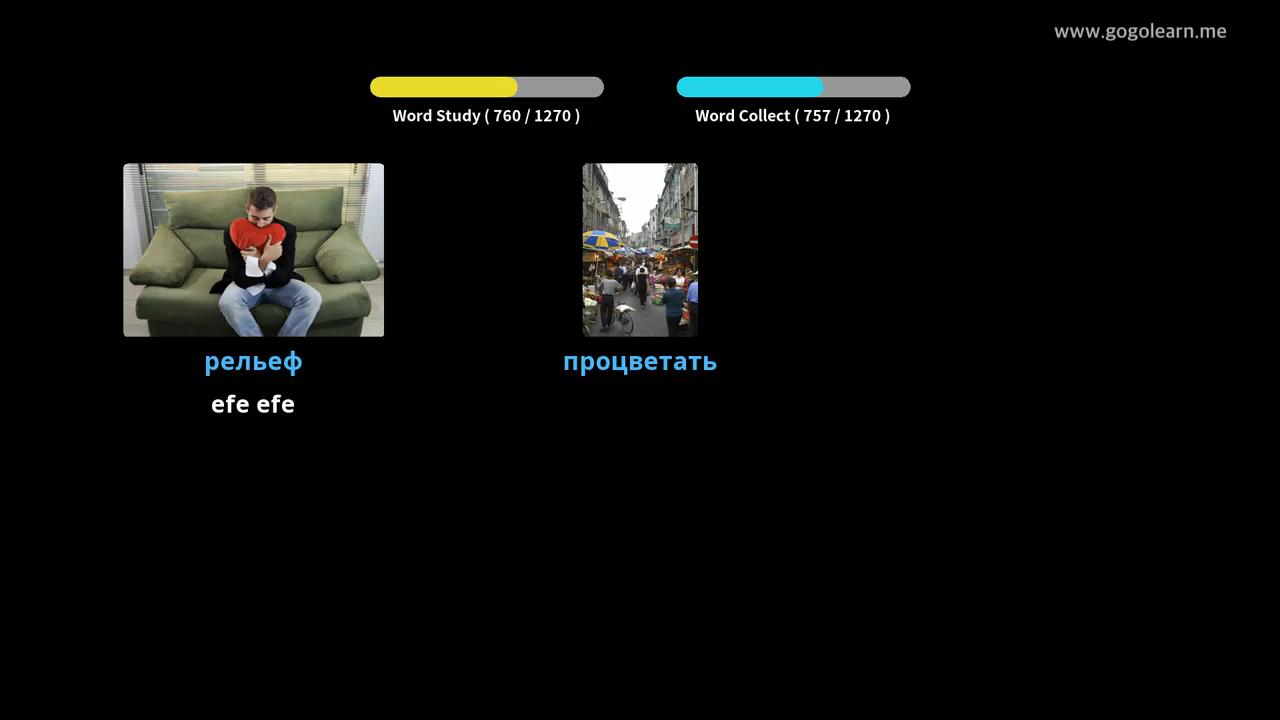 www.gogolearn.me
Word Study ( 760 / 1270 )
Word Collect ( 757 / 1270 )
рельеф
процветать
efe efe